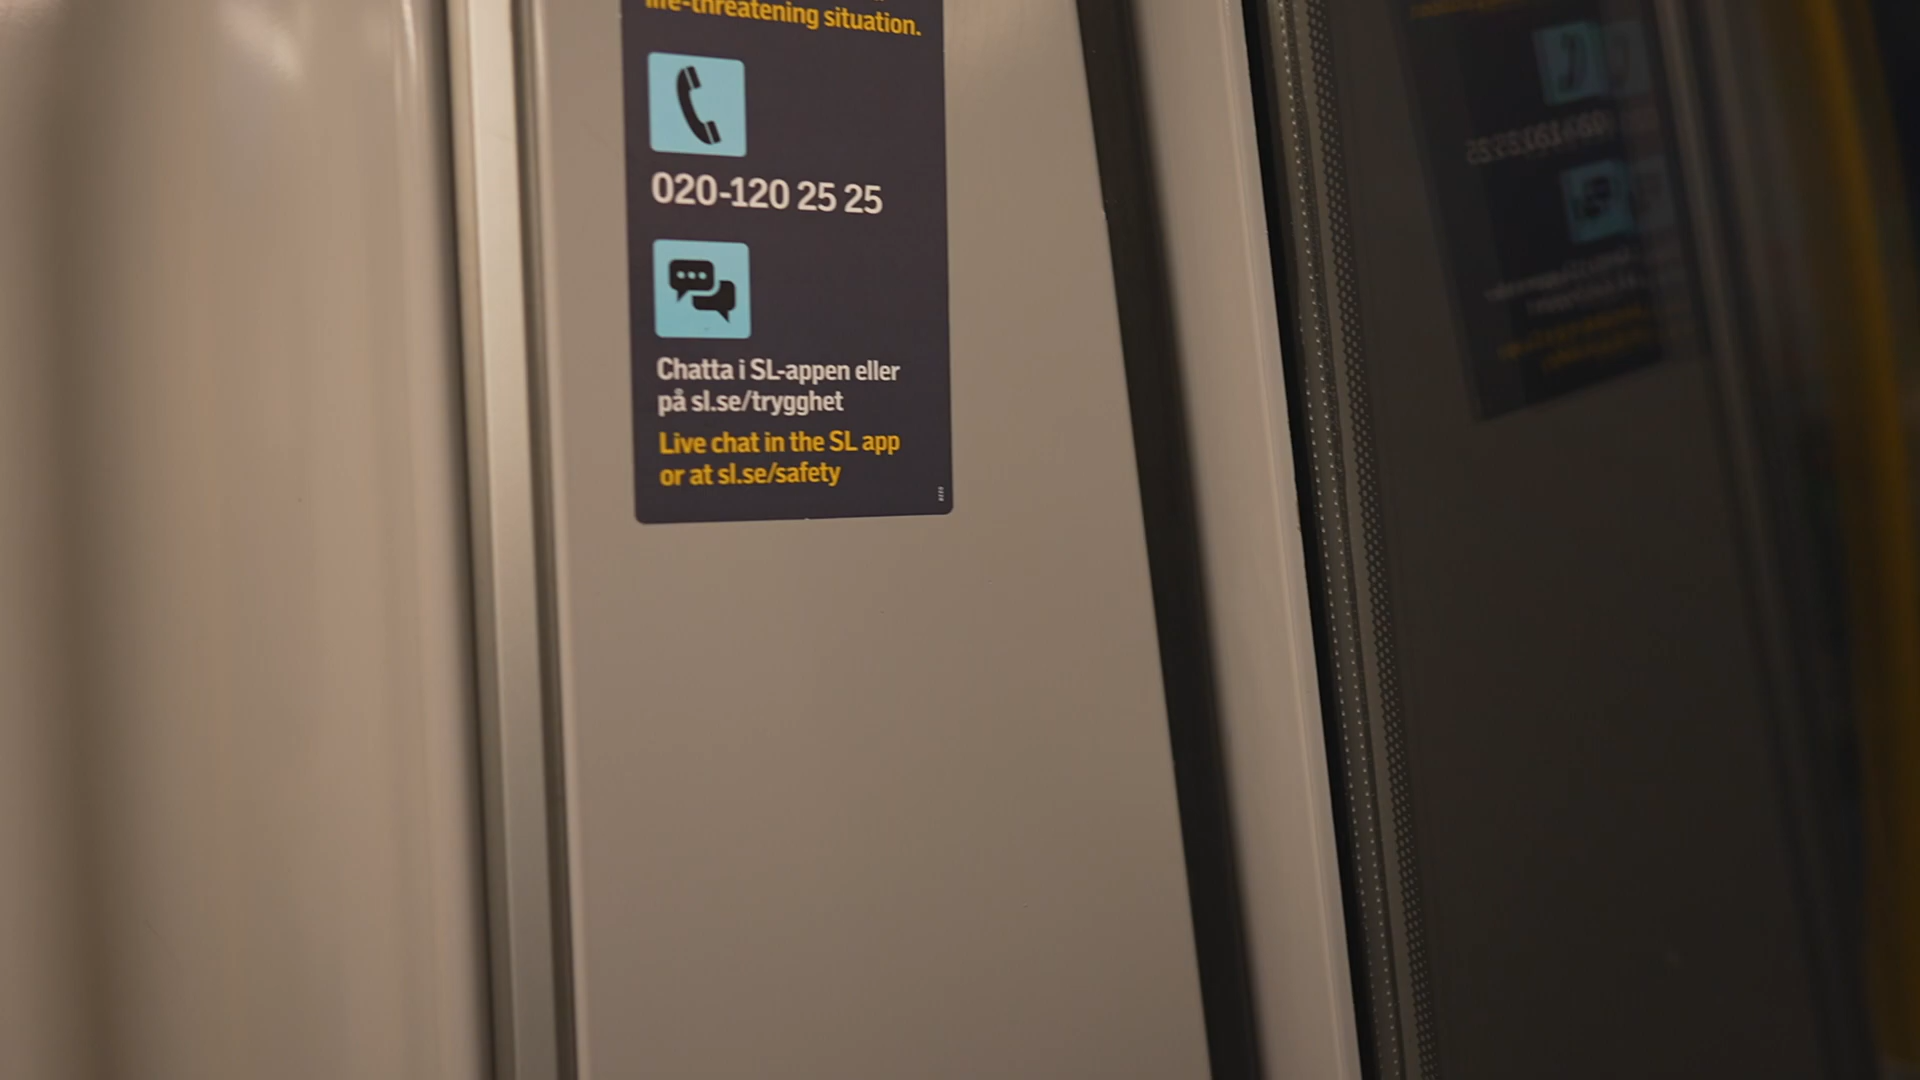 life-threatening situation.
020-120 25 25
Chatta i SL-appen eller
på sl.se/trygghet
Live chat in the SL app
or at sl.se/safety